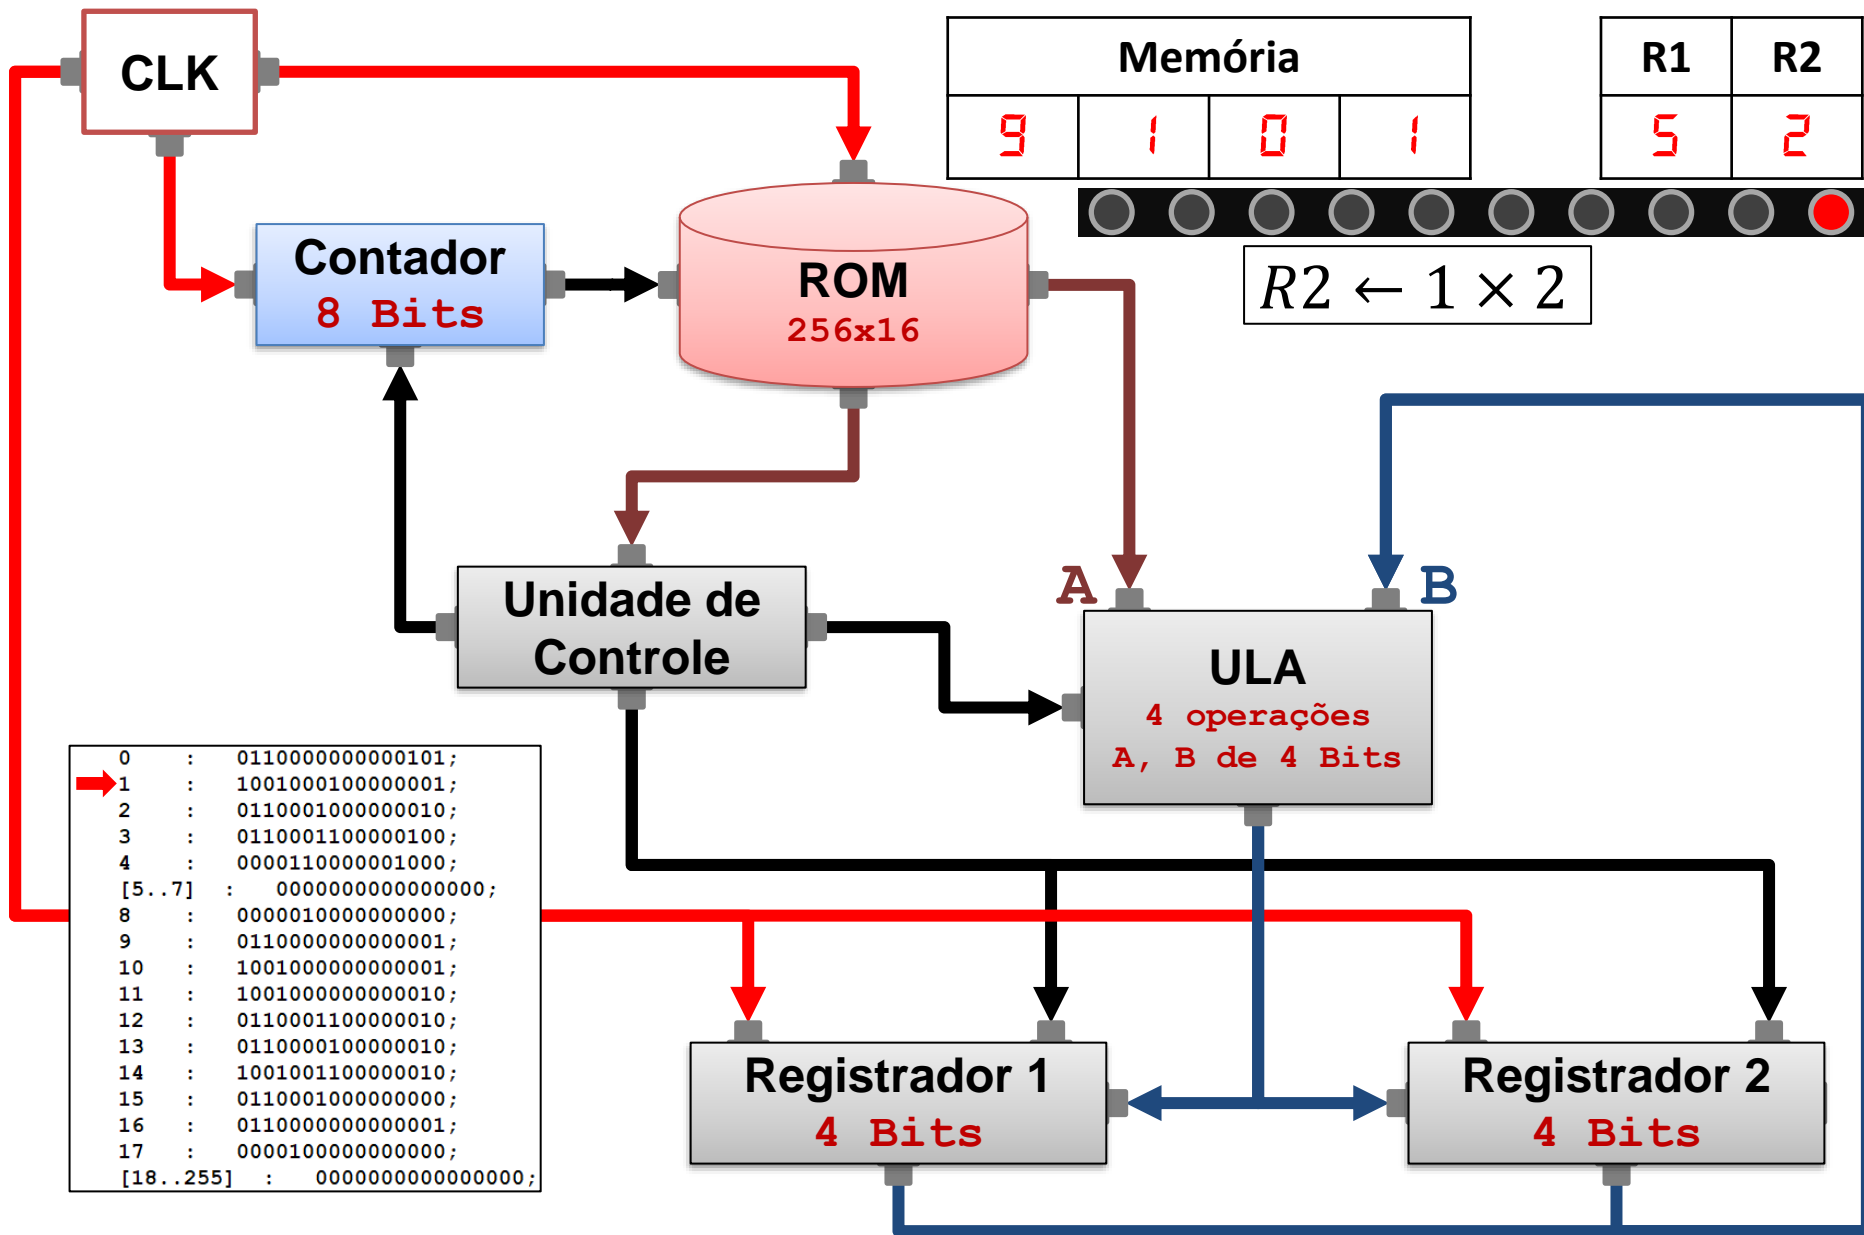 CLK
Memória
R1 R2
9 1 0 1
5 2
Contador
8 Bits
ROM
256x16
R2 ← 1 × 2
A
B
Unidade de
Controle
ULA
4 operações
A, B de 4 Bits
0 : 0110000000000101;
1 : 1001000100000001;
2 : 0110001000000010;
3 : 0110001100000100;
4 : 0000110000001000;
[5..7] : 0000000000000000;
8 : 0000010000000000;
9 : 0110000000000001;
10 : 1001000000000001;
11 : 1001000000000010;
12 : 0110001100000010;
13 : 0110000100000010;
14 : 1001001100000010;
15 : 0110001000000000;
16 : 0110000000000001;
17 : 0000100000000000;
[18..255] : 0000000000000000;
Registrador 1
4 Bits
Registrador 2
4 Bits